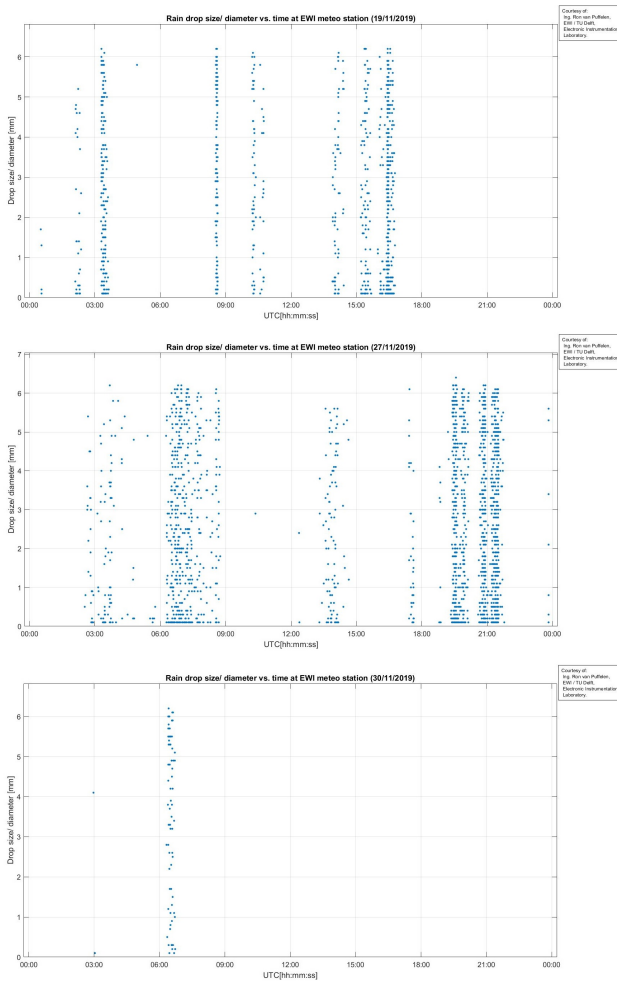 Rain drop size/ diameter vs. time at EWI meteo station (19/11/2019)
Courtesy of:
Ing. Ron van Puffelen,
EWI / TU Delft,
Electronic Instrumentation
Laboratory.
Drop size/ diameter [mm]
6
5
4
3
2
1
0
00:00 03:00 06:00 09:00 12:00 15:00 18:00 21:00 00:00
UTC[hh:mm:ss]
Rain drop size/ diameter vs. time at EWI meteo station (27/11/2019)
Courtesy of:
Ing. Ron van Puffelen,
EWI / TU Delft,
Electronic Instrumentation
Laboratory.
Drop size/ diameter [mm]
7
6
5
4
3
2
1
0
00:00 03:00 06:00 09:00 12:00 15:00 18:00 21:00 00:00
UTC[hh:mm:ss]
Rain drop size/ diameter vs. time at EWI meteo station (30/11/2019)
Courtesy of:
Ing. Ron van Puffelen,
EWI / TU Delft,
Electronic Instrumentation
Laboratory.
Drop size/ diameter [mm]
6
5
4
3
2
1
0
00:00 03:00 06:00 09:00 12:00 15:00 18:00 21:00 00:00
UTC[hh:mm:ss]